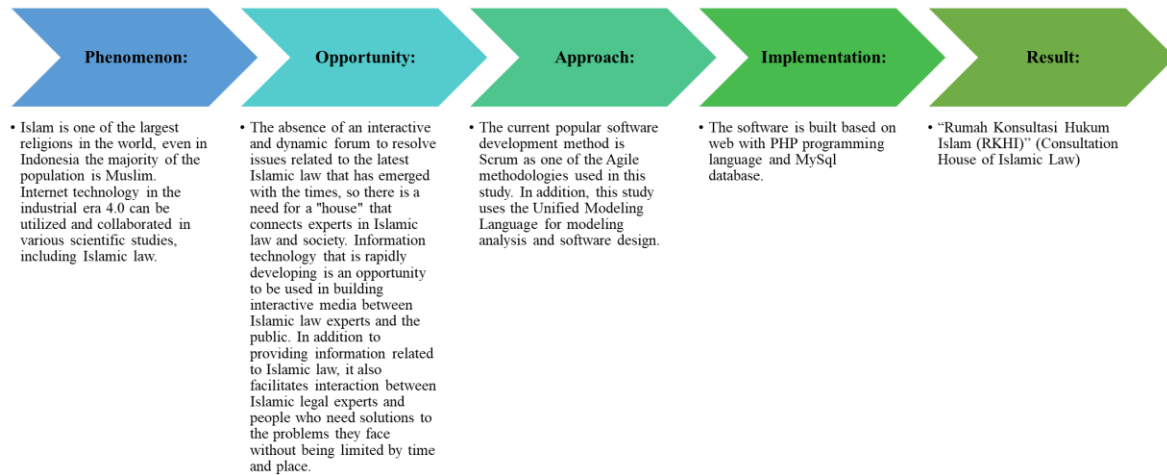 Phenomenon:
Opportunity:
Approach:
Implementation:
Result:
• Islam is one of the largest
religions in the world, even in
Indonesia the majority of the
population is Muslim.
Internet technology in the
industrial era 4.0 can be
utilized and collaborated in
various scientific studies,
including Islamic law.
• The absence of an interactive
and dynamic forum to resolve
issues related to the latest
Islamic law that has emerged
with the times, so there is a
need for a "house" that
connects experts in Islamic
law and society. Information
technology that is rapidly
developing is an opportunity
to be used in building
interactive media between
Islamic law experts and the
public. In addition to
providing information related
to Islamic law, it also
facilitates interaction between
Islamic legal experts and
people who need solutions to
the problems they face
without being limited by time
and place.
• The current popular software
development method is
Scrum as one of the Agile
methodologies used in this
study. In addition, this study
uses the Unified Modeling
Language for modeling
analysis and software design.
• The software is built based on
web with PHP programming
language and MySql
database.
• “Rumah Konsultasi Hukum
Islam (RKHI)” (Consultation
House of Islamic Law)